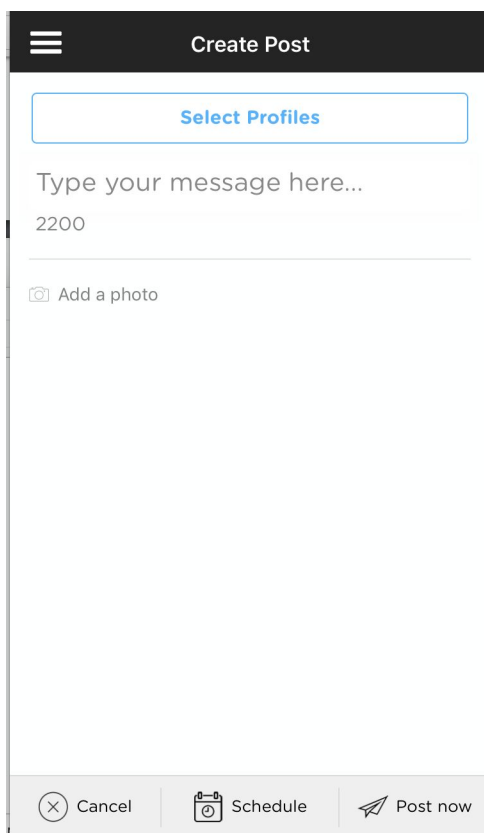 Create Post
Select Profiles
Type your message here...
2200
Add a photo
Cancel Schedule Post now